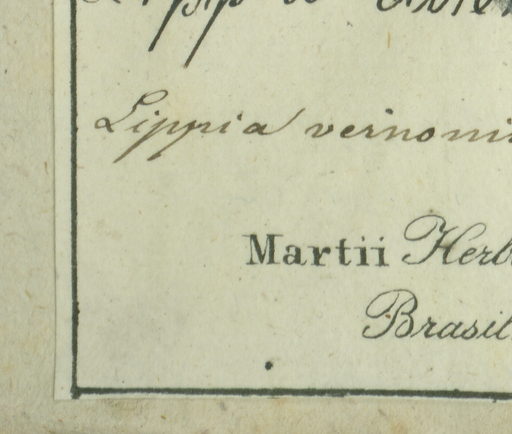 Lippia vernoni
Martii Herb
Brasil